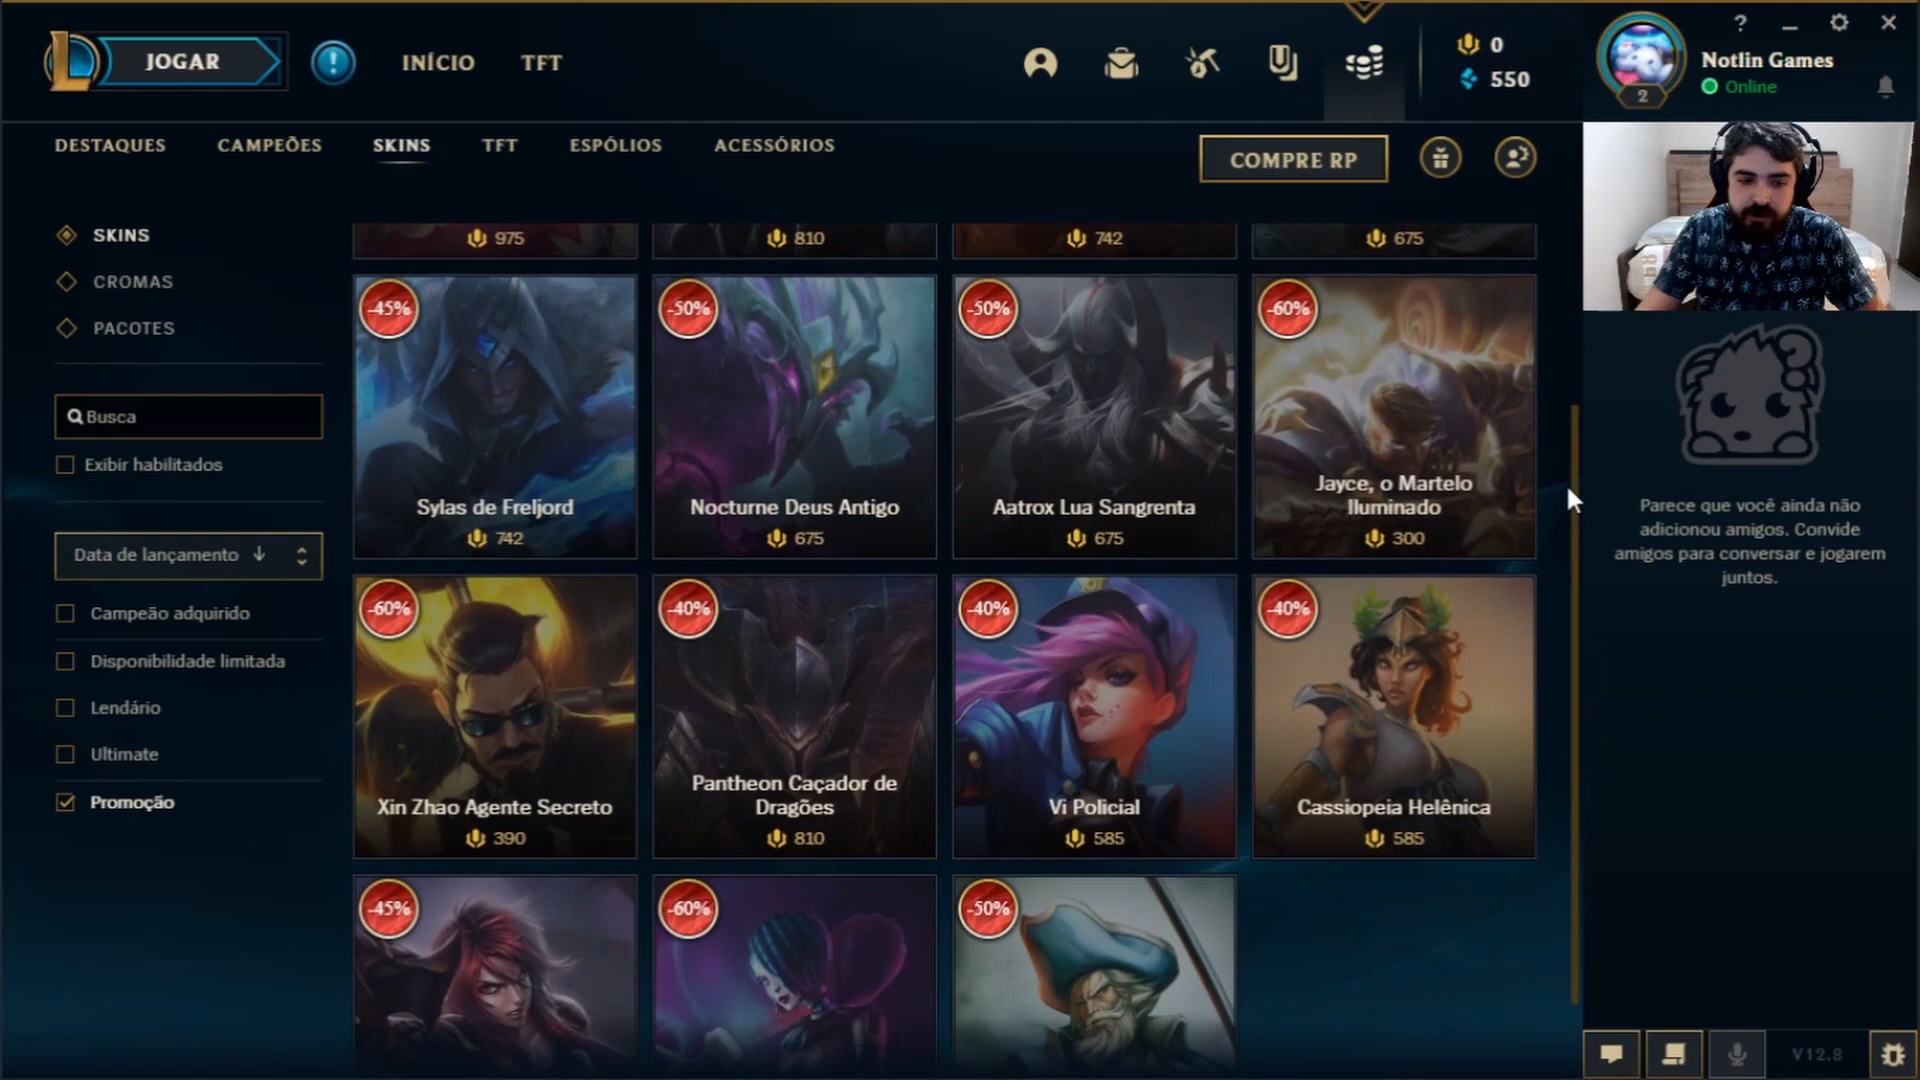 JOGAR
INÍCIO
TFT
0
550
Notlin Games
Online
2
DESTAQUES
CAMPEÕES
SKINS
TFT
ESPÓLIOS
ACESSÓRIOS
COMPRE RP
SKINS
CROMAS
PACOTES
Busca
Exibir habilitados
Data de lançamento ↓
Campeão adquirido
Disponibilidade limitada
Lendário
Ultimate
Promoção
975
810
742
675
-45%
Sylas de Freljord
742
-50%
Nocturne Deus Antigo
675
-50%
Aatrox Lua Sangrenta
675
-60%
Jayce, o Martelo
Iluminado
300
-60%
Xin Zhao Agente Secreto
390
-40%
Pantheon Caçador de
Dragões
810
-40%
Vi Policial
585
-40%
Cassiopeia Helênica
585
-45%
-60%
-50%
Parece que você ainda não
adicionou amigos. Convide
amigos para conversar e jogarem
juntos.
V12.8